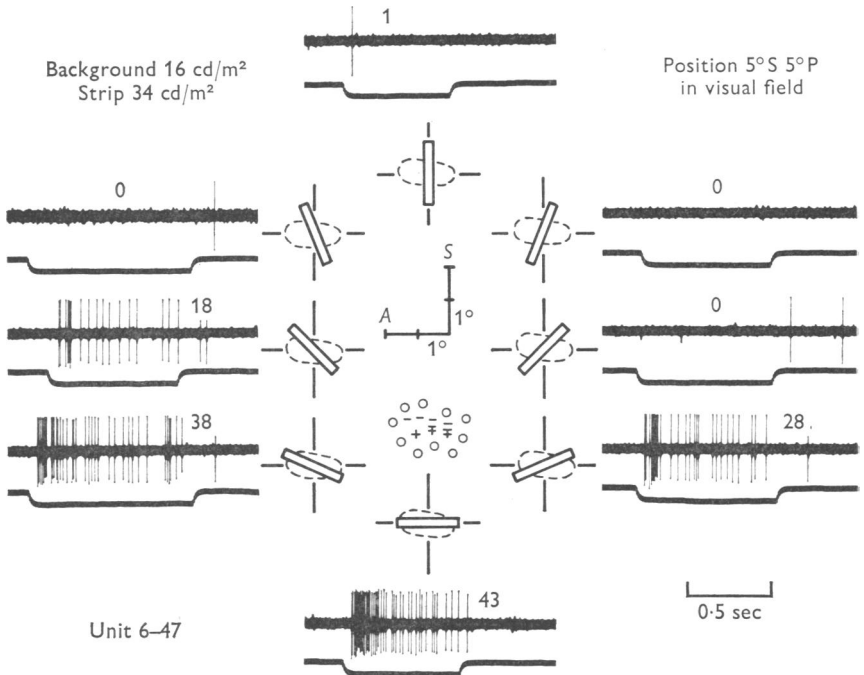 1
Background 16 cd/m²
Strip 34 cd/m²
Position 5°S 5°P
in visual field
0
0
S
18
A
1°
1°
0
38
28
43
Unit 6–47
0·5 sec